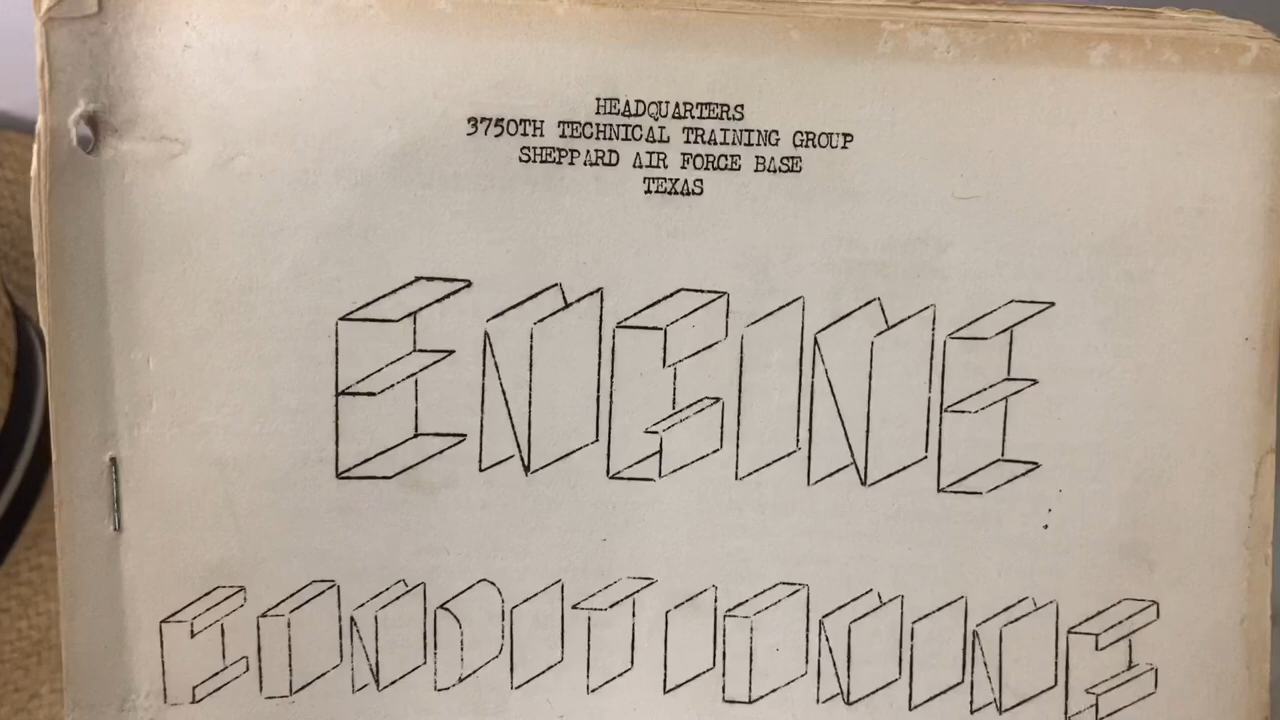 HEADQUARTERS
3750TH TECHNICAL TRAINING GROUP
SHEPPARD AIR FORCE BASE
TEXAS
ENGINE
CONDITIONING